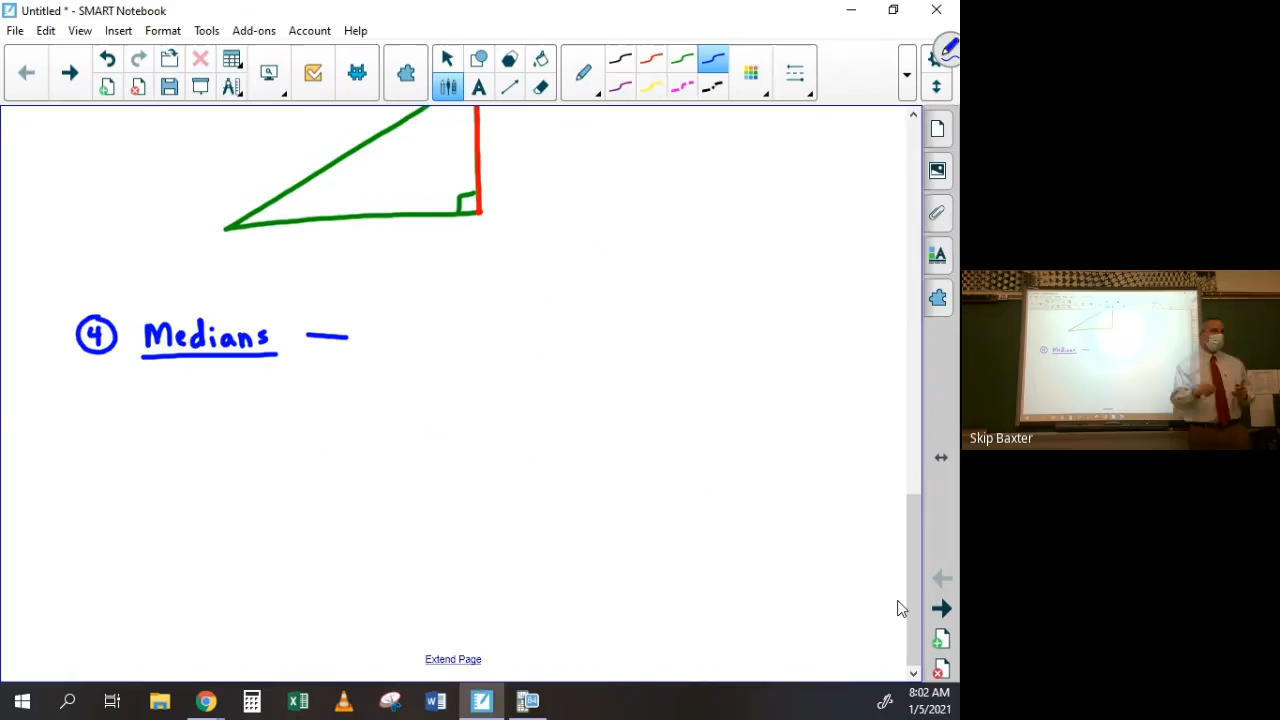 Untitled * - SMART Notebook
File Edit View Insert Format Tools Add-ons Account Help
④ Medians —
Skip Baxter
Extend Page
8:02 AM
1/5/2021